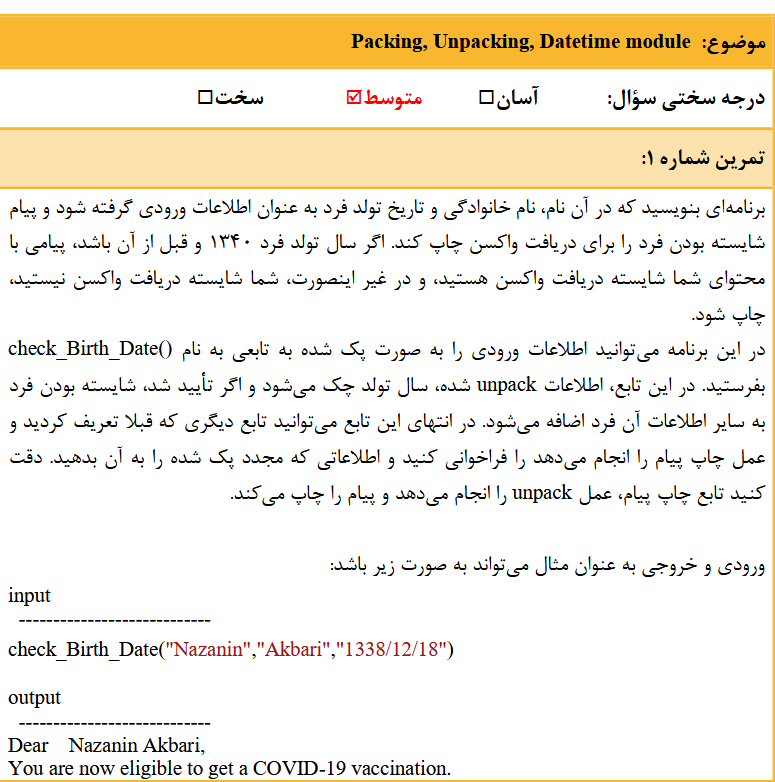 موضوع: Packing, Unpacking, Datetime module
درجه سختی سؤال: آسان☐ متوسط☑ سخت☐
تمرین شماره ۱:
برنامه‌ای بنویسید که در آن نام، نام خانوادگی و تاریخ تولد فرد به عنوان اطلاعات ورودی گرفته شود و پیام
شایسته بودن فرد را برای دریافت واکسن چاپ کند. اگر سال تولد فرد ۱۳۴۰ و قبل از آن باشد، پیامی با
محتوای شما شایسته دریافت واکسن هستید، و در غیر اینصورت، شما شایسته دریافت واکسن نیستید،
چاپ شود.
در این برنامه می‌توانید اطلاعات ورودی را به صورت پک شده به تابعی به نام check_Birth_Date()
بفرستید. در این تابع، اطلاعات unpack شده، سال تولد چک می‌شود و اگر تأیید شد، شایسته بودن فرد
به سایر اطلاعات آن فرد اضافه می‌شود. در انتهای این تابع می‌توانید تابع دیگری که قبلا تعریف کردید و
عمل چاپ پیام را انجام می‌دهد را فراخوانی کنید و اطلاعاتی که مجدد پک شده را به آن بدهید. دقت
کنید تابع چاپ پیام، عمل unpack را انجام می‌دهد و پیام را چاپ می‌کند.
ورودی و خروجی به عنوان مثال می‌تواند به صورت زیر باشد:
input
----------------------------
check_Birth_Date("Nazanin","Akbari","1338/12/18")
output
----------------------------
Dear Nazanin Akbari,
You are now eligible to get a COVID-19 vaccination.